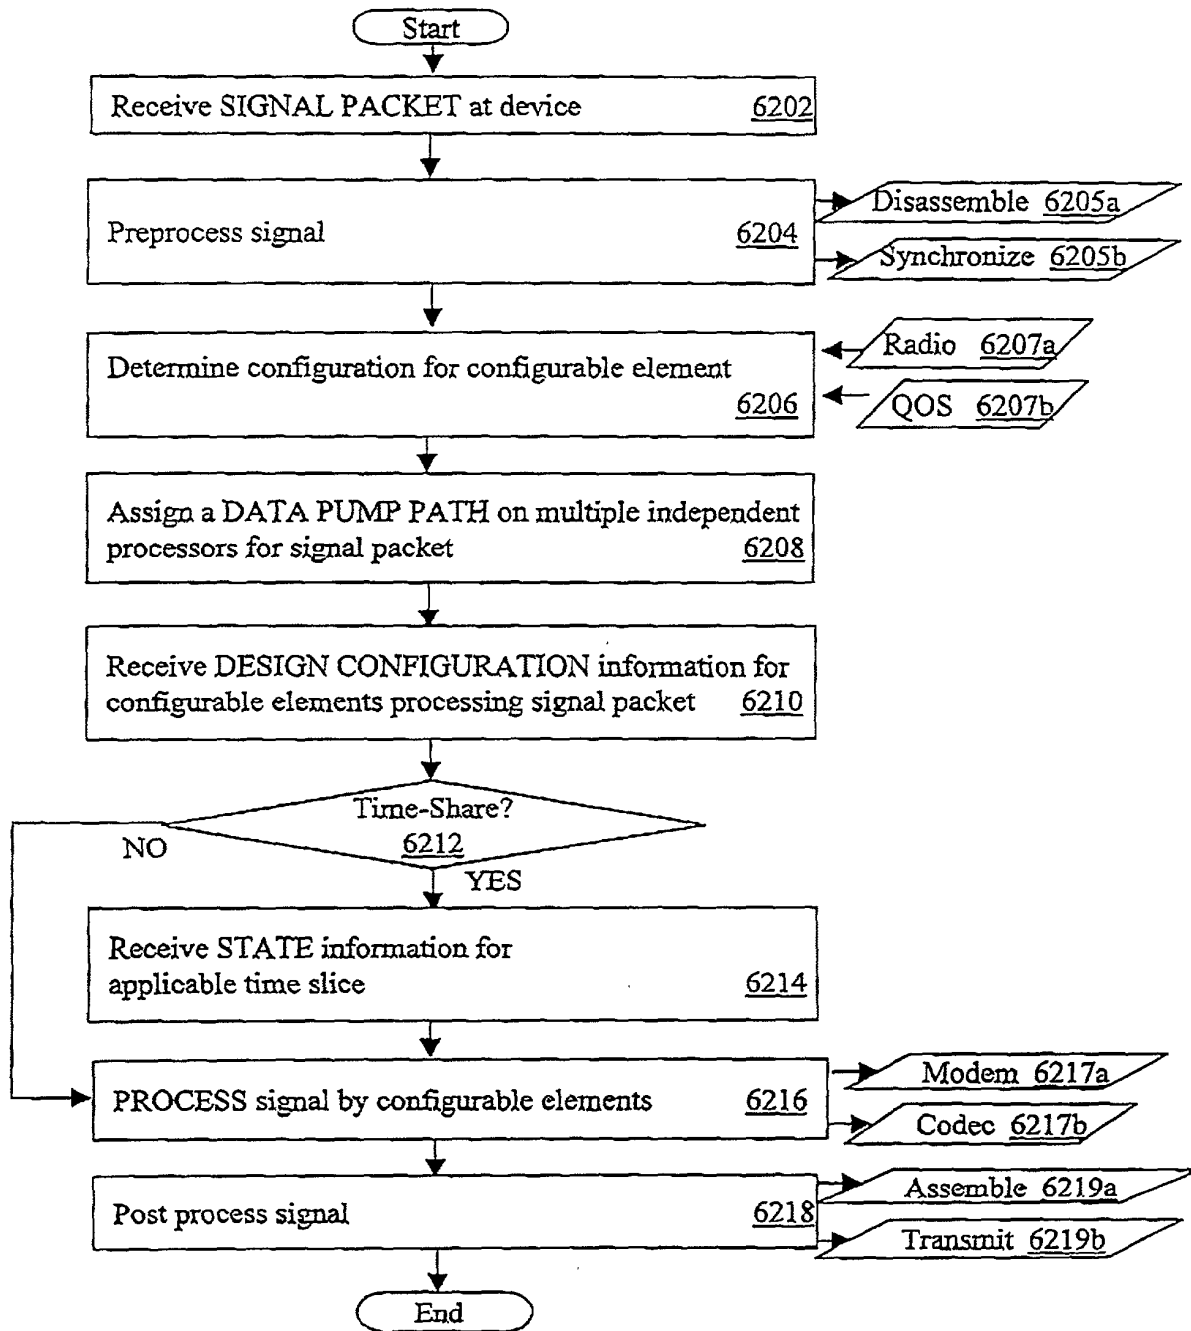 Start
Receive SIGNAL PACKET at device 6202
Preprocess signal 6204
Disassemble 6205a
Synchronize 6205b
Determine configuration for configurable element
6206
Radio 6207a
QOS 6207b
Assign a DATA PUMP PATH on multiple independent
processors for signal packet 6208
Receive DESIGN CONFIGURATION information for
configurable elements processing signal packet 6210
Time-Share?
6212
NO
YES
Receive STATE information for
applicable time slice 6214
PROCESS signal by configurable elements 6216
Modem 6217a
Codec 6217b
Post process signal 6218
Assemble 6219a
Transmit 6219b
End